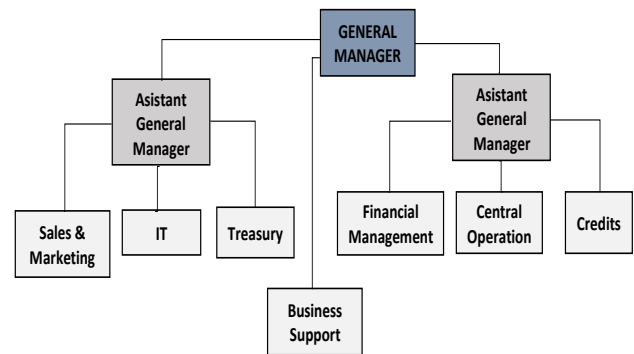 GENERAL
MANAGER
Asistant
General
Manager
Asistant
General
Manager
Sales &
Marketing
IT
Treasury
Financial
Management
Central
Operation
Credits
Business
Support